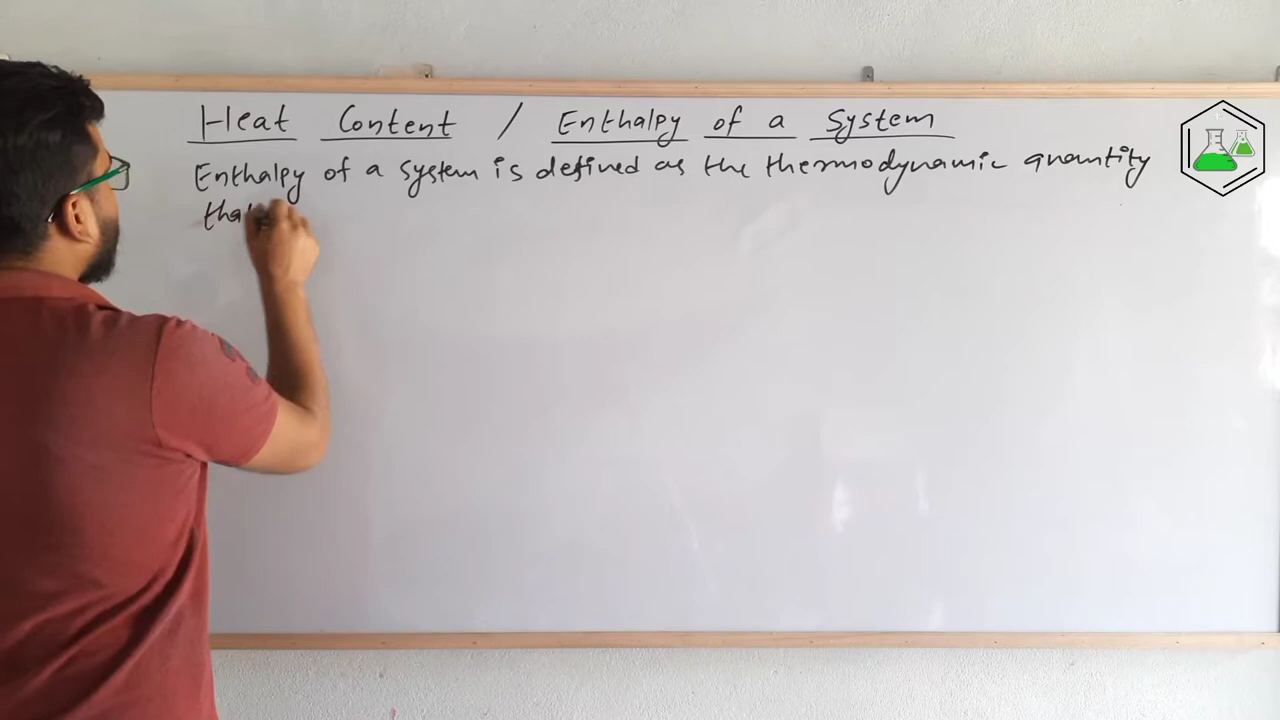 Heat Content / Enthalpy of a System
Enthalpy of a system is defined as the thermodynamic quantity